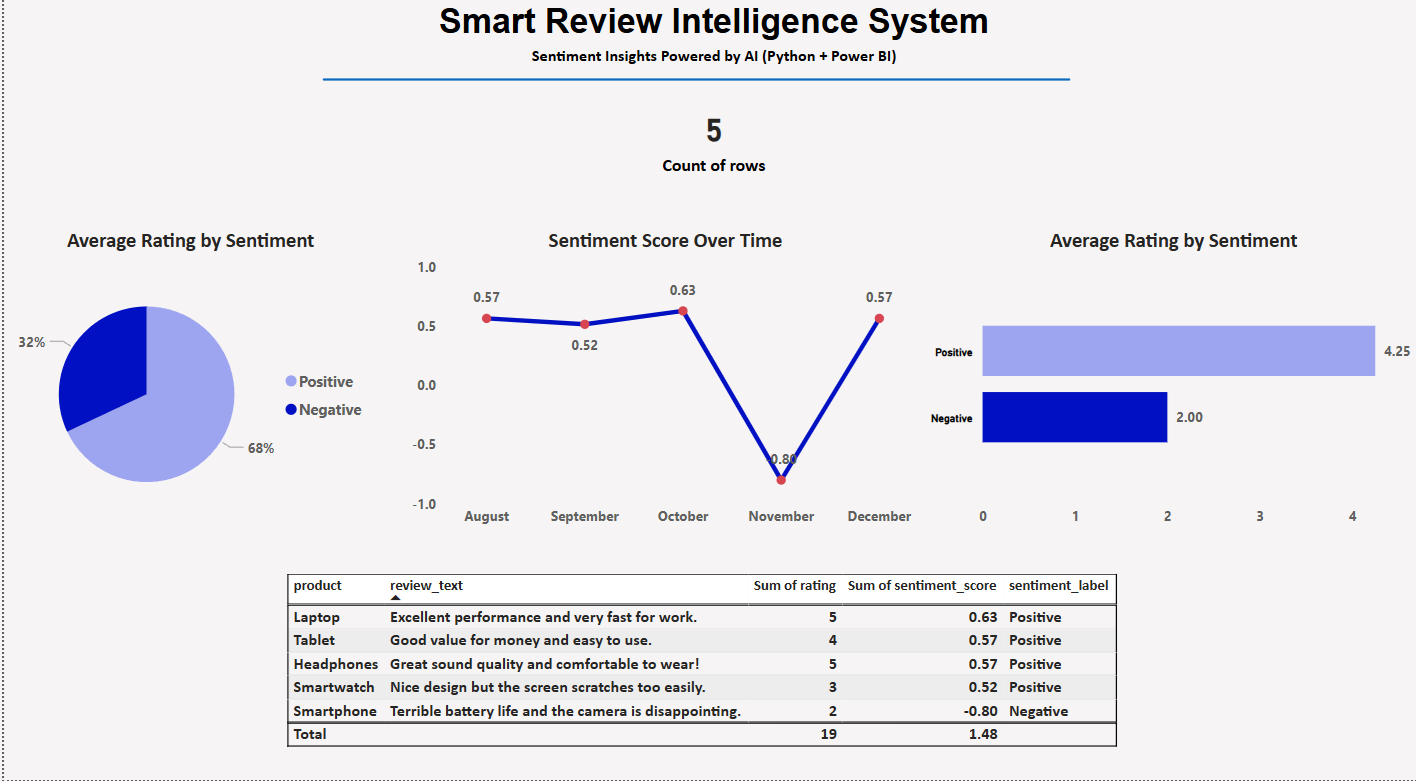 Smart Review Intelligence System
Sentiment Insights Powered by AI (Python + Power BI)
5
Count of rows
Average Rating by Sentiment
32%
68%
Positive
Negative
Sentiment Score Over Time
1.0
0.5
0.0
-0.5
-1.0
0.57
0.52
0.63
-0.80
0.57
August September October November December
Average Rating by Sentiment
Positive 4.25
Negative 2.00
0 1 2 3 4
product review_text Sum of rating Sum of sentiment_score sentiment_label
Laptop Excellent performance and very fast for work. 5 0.63 Positive
Tablet Good value for money and easy to use. 4 0.57 Positive
Headphones Great sound quality and comfortable to wear! 5 0.57 Positive
Smartwatch Nice design but the screen scratches too easily. 3 0.52 Positive
Smartphone Terrible battery life and the camera is disappointing. 2 -0.80 Negative
Total 19 1.48